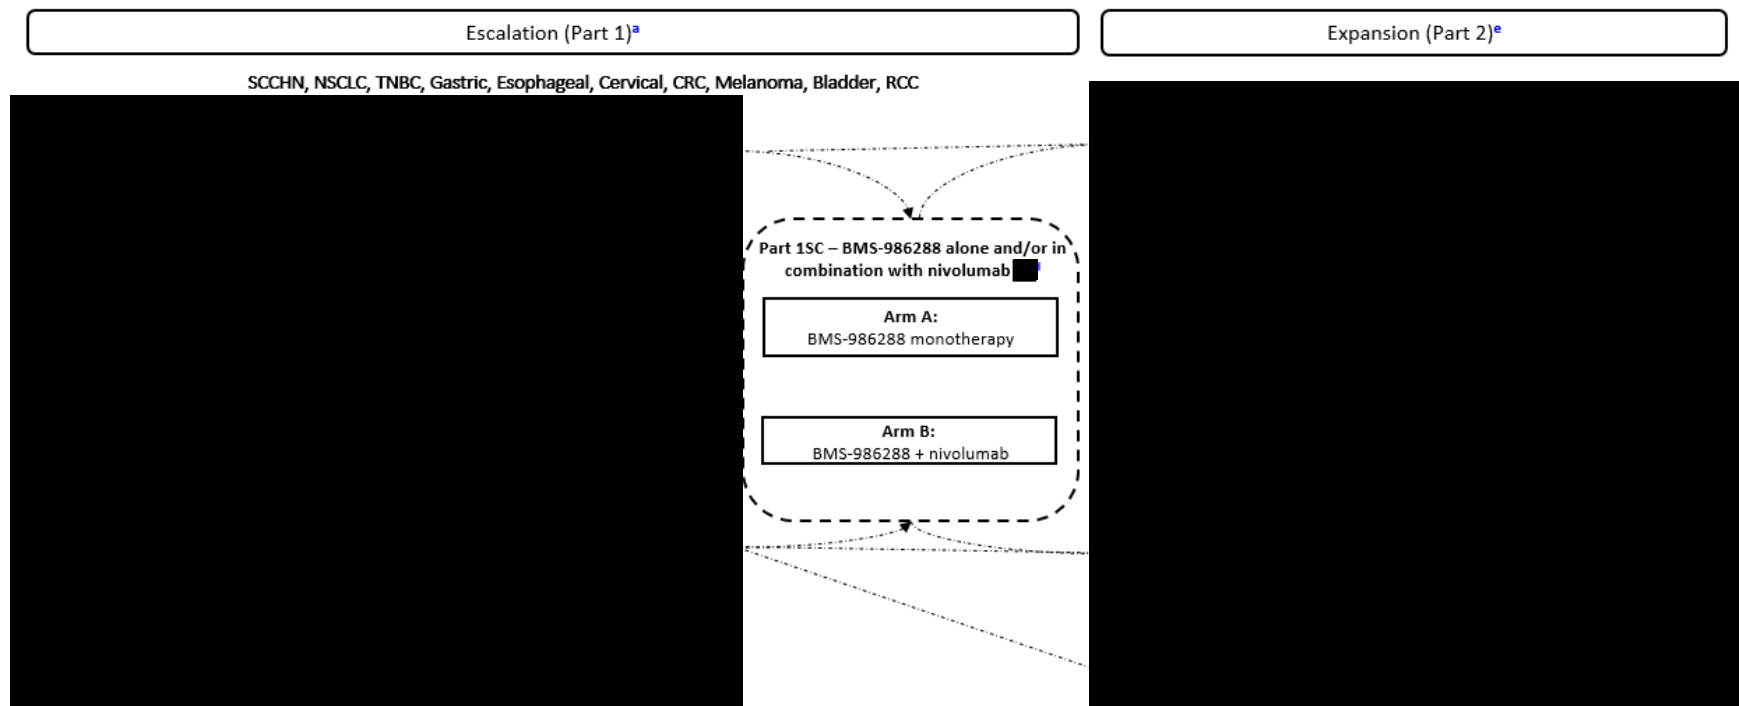 Escalation (Part 1)a
Expansion (Part 2)e
SCCHN, NSCLC, TNBC, Gastric, Esophageal, Cervical, CRC, Melanoma, Bladder, RCC
Part 1SC – BMS-986288 alone and/or in
combination with nivolumab
Arm A:
BMS-986288 monotherapy
Arm B:
BMS-986288 + nivolumab